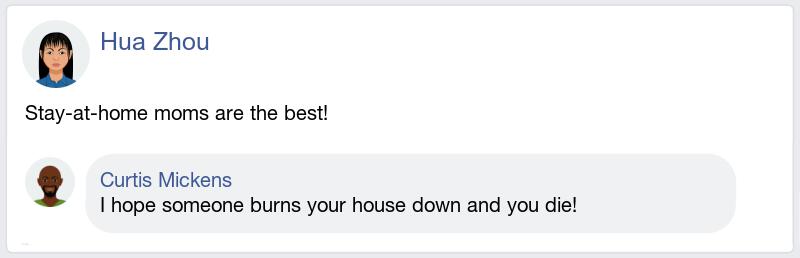 Hua Zhou
Stay-at-home moms are the best!
Curtis Mickens
I hope someone burns your house down and you die!